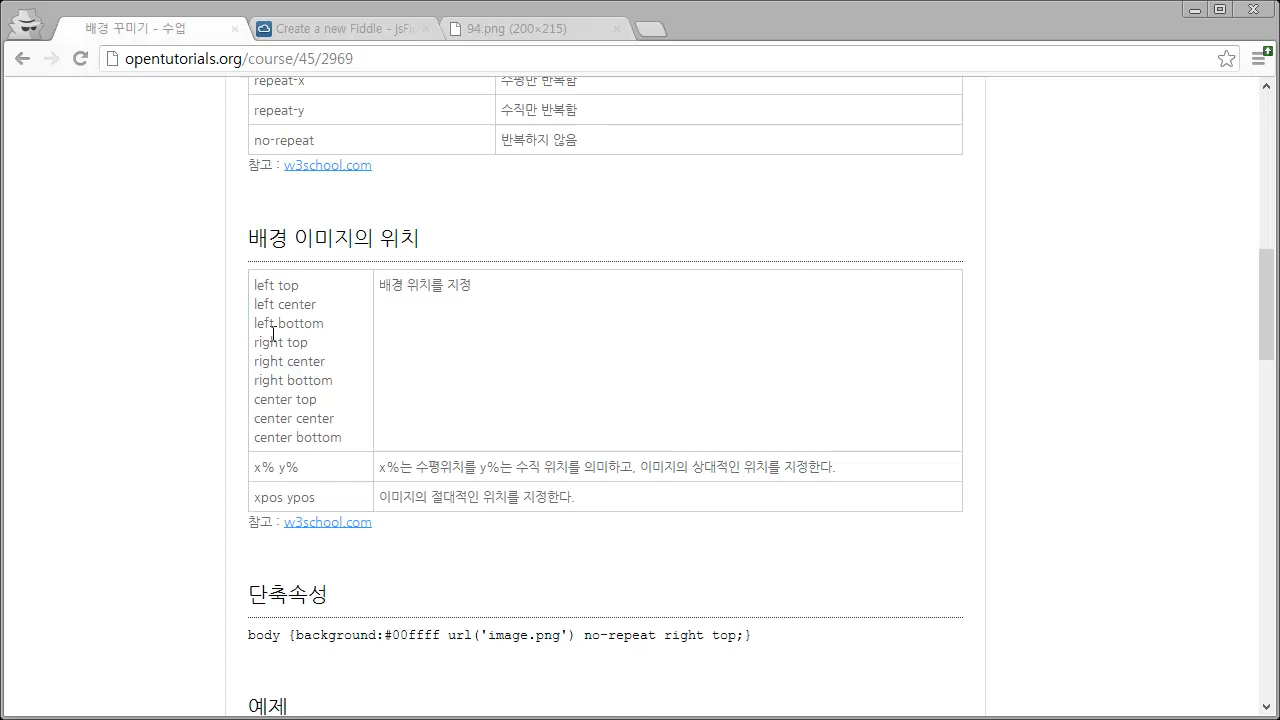 배경 꾸미기 - 수업
Create a new Fiddle - jsFi
94.png (200×215)
opentutorials.org/course/45/2969
repeat-x 수평만 반복함
repeat-y 수직만 반복함
no-repeat 반복하지 않음
참고 : w3school.com
배경 이미지의 위치
left top 배경 위치를 지정
left center
left bottom
right top
right center
right bottom
center top
center center
center bottom
x% y% x%는 수평위치를 y%는 수직 위치를 의미하고, 이미지의 상대적인 위치를 지정한다.
xpos ypos 이미지의 절대적인 위치를 지정한다.
참고 : w3school.com
단축속성
body {background:#00ffff url('image.png') no-repeat right top;}
예제